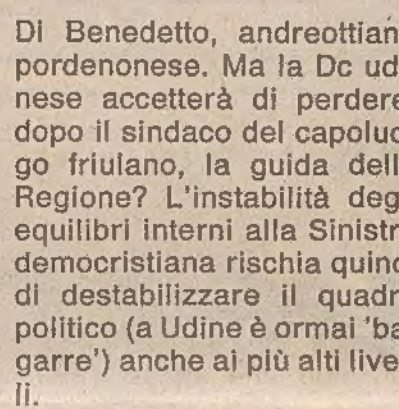 Di Benedetto, andreottian
pordenonese. Ma la Dc ud
nese accetterà di perdere
dopo il sindaco del capoluo
go friulano, la guida dell
Regione? L'instabilità deg
equilibri interni alla Sinistr
democristiana rischia quind
di destabilizzare il quadr
politico (a Udine è ormai 'ba
garre') anche ai più alti live
li.